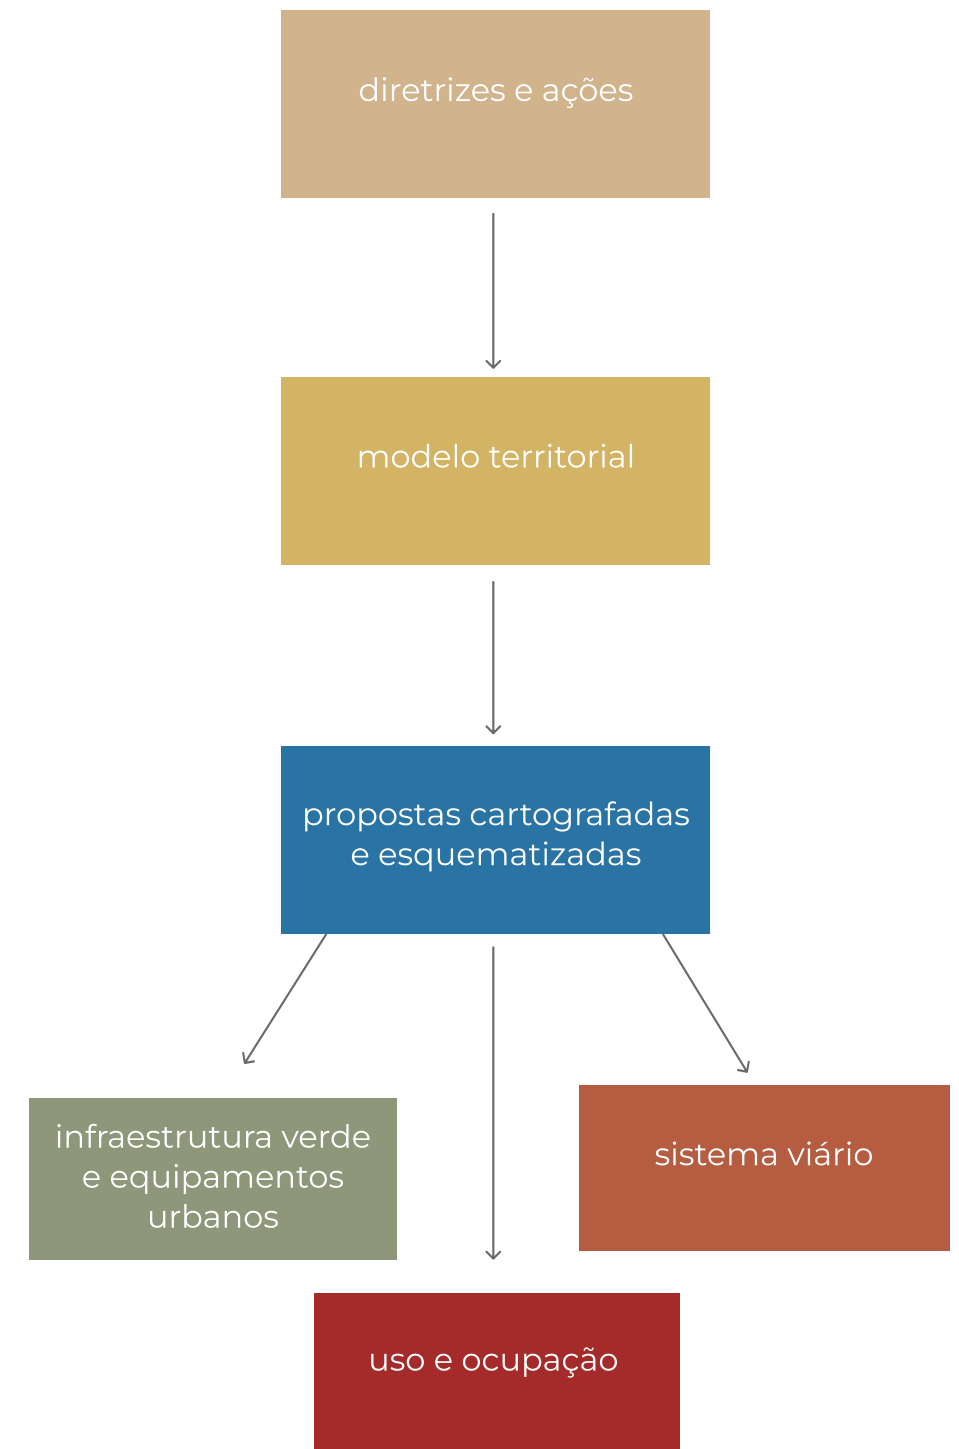 diretrizes e ações
modelo territorial
propostas cartografadas
e esquematizadas
infraestrutura verde
e equipamentos
urbanos
sistema viário
uso e ocupação